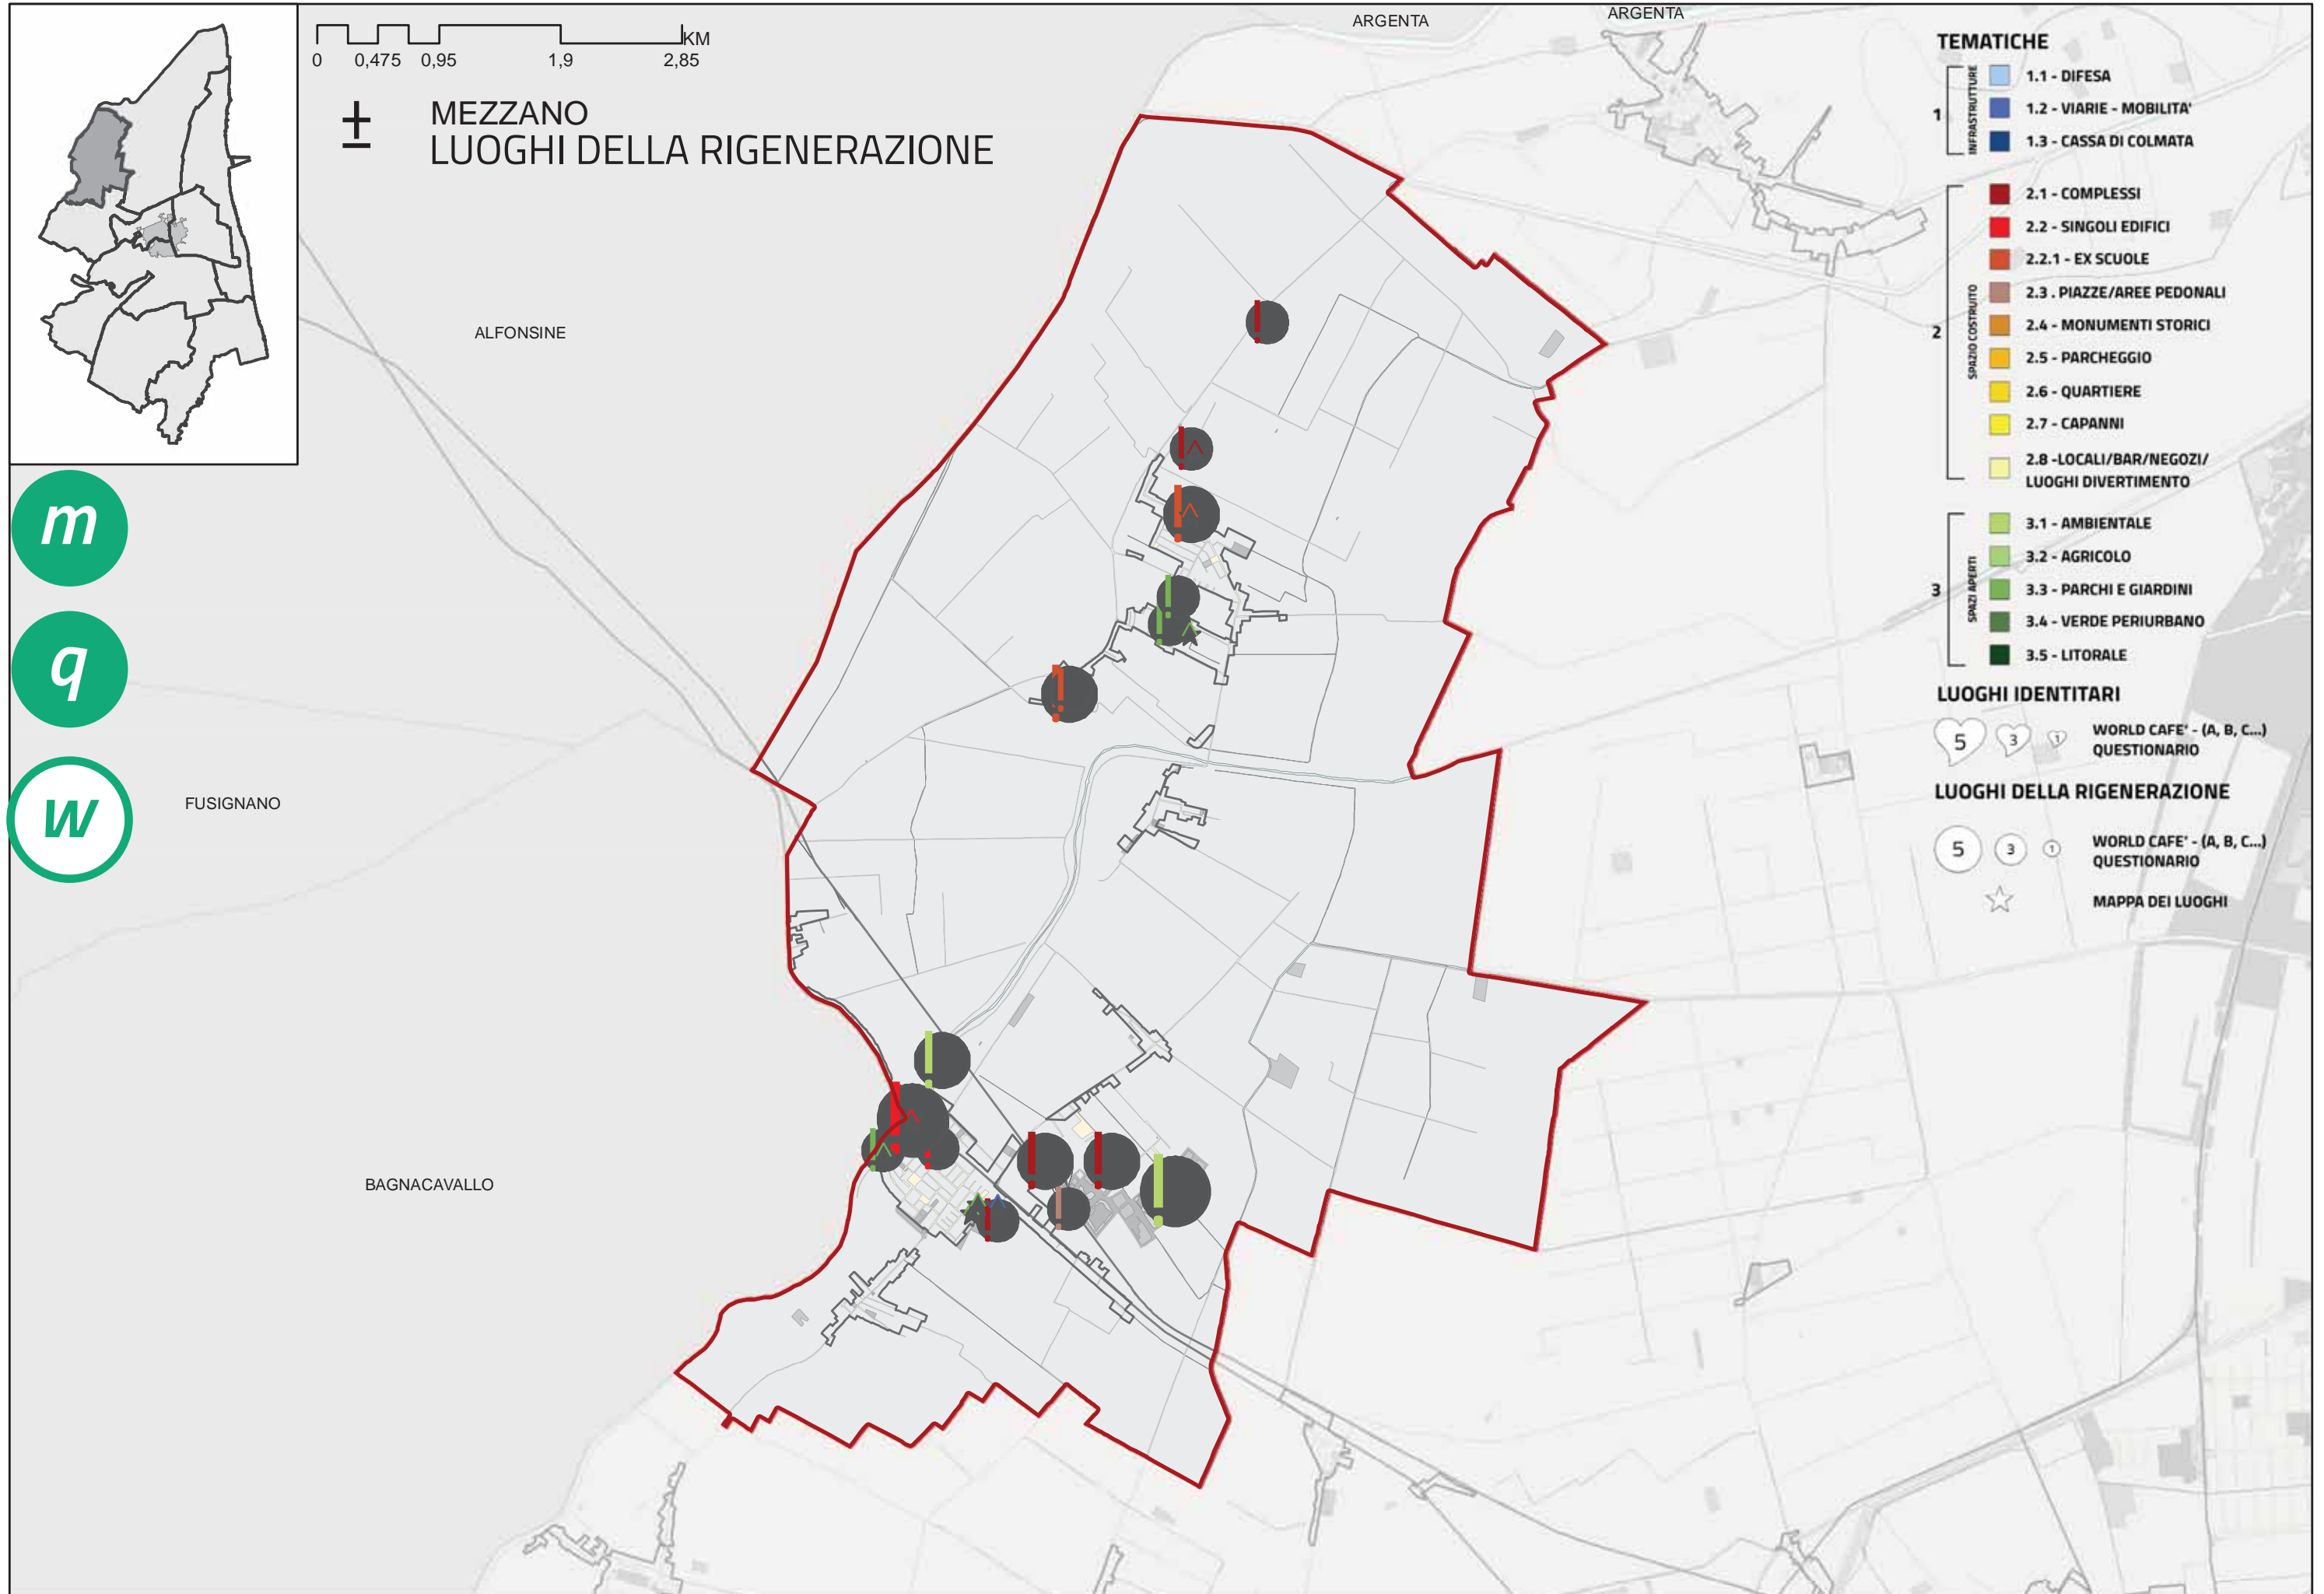 KM
0 0,475 0,95 1,9 2,85
±
MEZZANO
LUOGHI DELLA RIGENERAZIONE
ARGENTA
ARGENTA
ALFONSINE
FUSIGNANO
BAGNACAVALLO
m
q
w
TEMATICHE
1
INFRASTRUTTURE
1.1 - DIFESA
1.2 - VIARIE - MOBILITA'
1.3 - CASSA DI COLMATA
2
SPAZIO COSTRUITO
2.1 - COMPLESSI
2.2 - SINGOLI EDIFICI
2.2.1 - EX SCUOLE
2.3 . PIAZZE/AREE PEDONALI
2.4 - MONUMENTI STORICI
2.5 - PARCHEGGIO
2.6 - QUARTIERE
2.7 - CAPANNI
2.8 -LOCALI/BAR/NEGOZI/
LUOGHI DIVERTIMENTO
3
SPAZI APERTI
3.1 - AMBIENTALE
3.2 - AGRICOLO
3.3 - PARCHI E GIARDINI
3.4 - VERDE PERIURBANO
3.5 - LITORALE
LUOGHI IDENTITARI
5 3 1
WORLD CAFE' - (A, B, C...)
QUESTIONARIO
LUOGHI DELLA RIGENERAZIONE
5 3 1
WORLD CAFE' - (A, B, C...)
QUESTIONARIO
MAPPA DEI LUOGHI